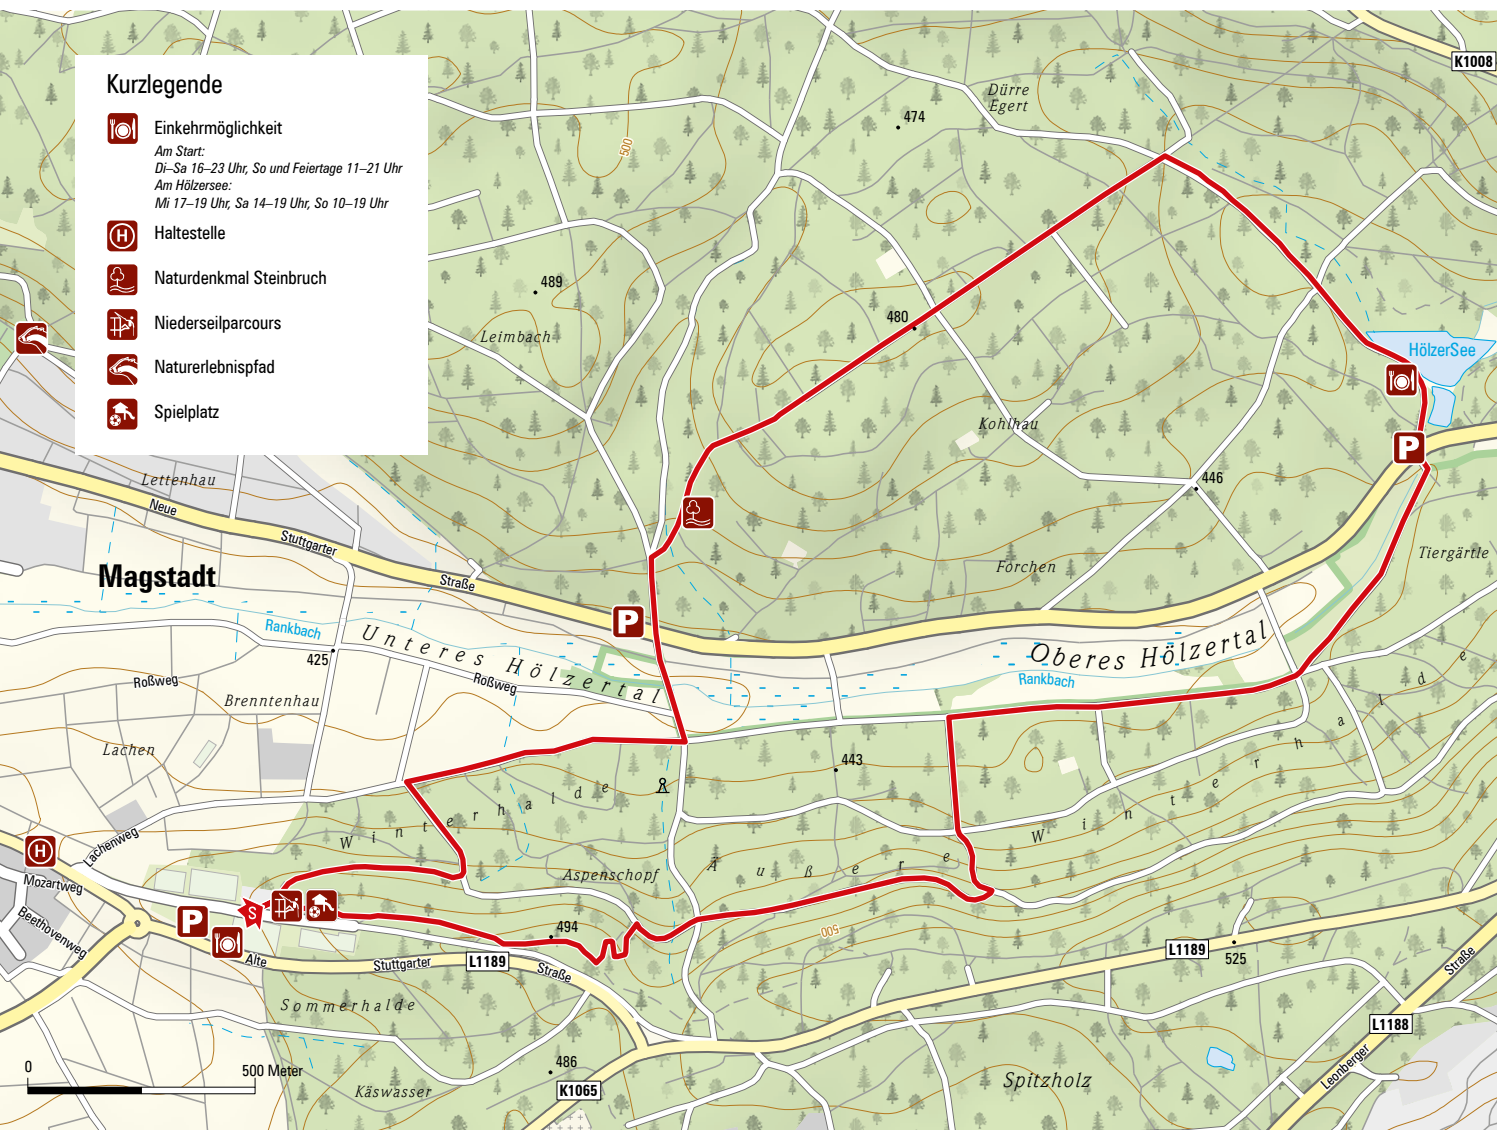 K1008
Kurzlegende
Einkehrmöglichkeit
Am Start:
Di–Sa 16–23 Uhr, So und Feiertage 11–21 Uhr
Am Hölzersee:
Mi 17–19 Uhr, Sa 14–19 Uhr, So 10–19 Uhr
H
Haltestelle
Naturdenkmal Steinbruch
Niederseilparcours
Naturerlebnispfad
Spielplatz
Dürre
Egert
474
500
489
Leimbach
480
HölzerSee
Kohlhau
P
446
Lettenhau
Neue
Stuttgarter
Straße
Magstadt
Forchen
Tiergärtle
P
Rankbach
Unteres Hölzertal
Oberes Hölzertal
Rankbach
425
Roßweg
Roßweg
Brenntenhau
Lachen
443
Winterhalde
Äußere Winterhalde
Lachenweg
H
Mozartweg
Beethovenweg
Aspenschopf
S
P
494
500
Alte
Stuttgarter
L1189
Straße
L1189
525
Straße
Sommerhalde
L1188
Leonberger
0
500 Meter
486
K1065
Käswasser
Spitzholz